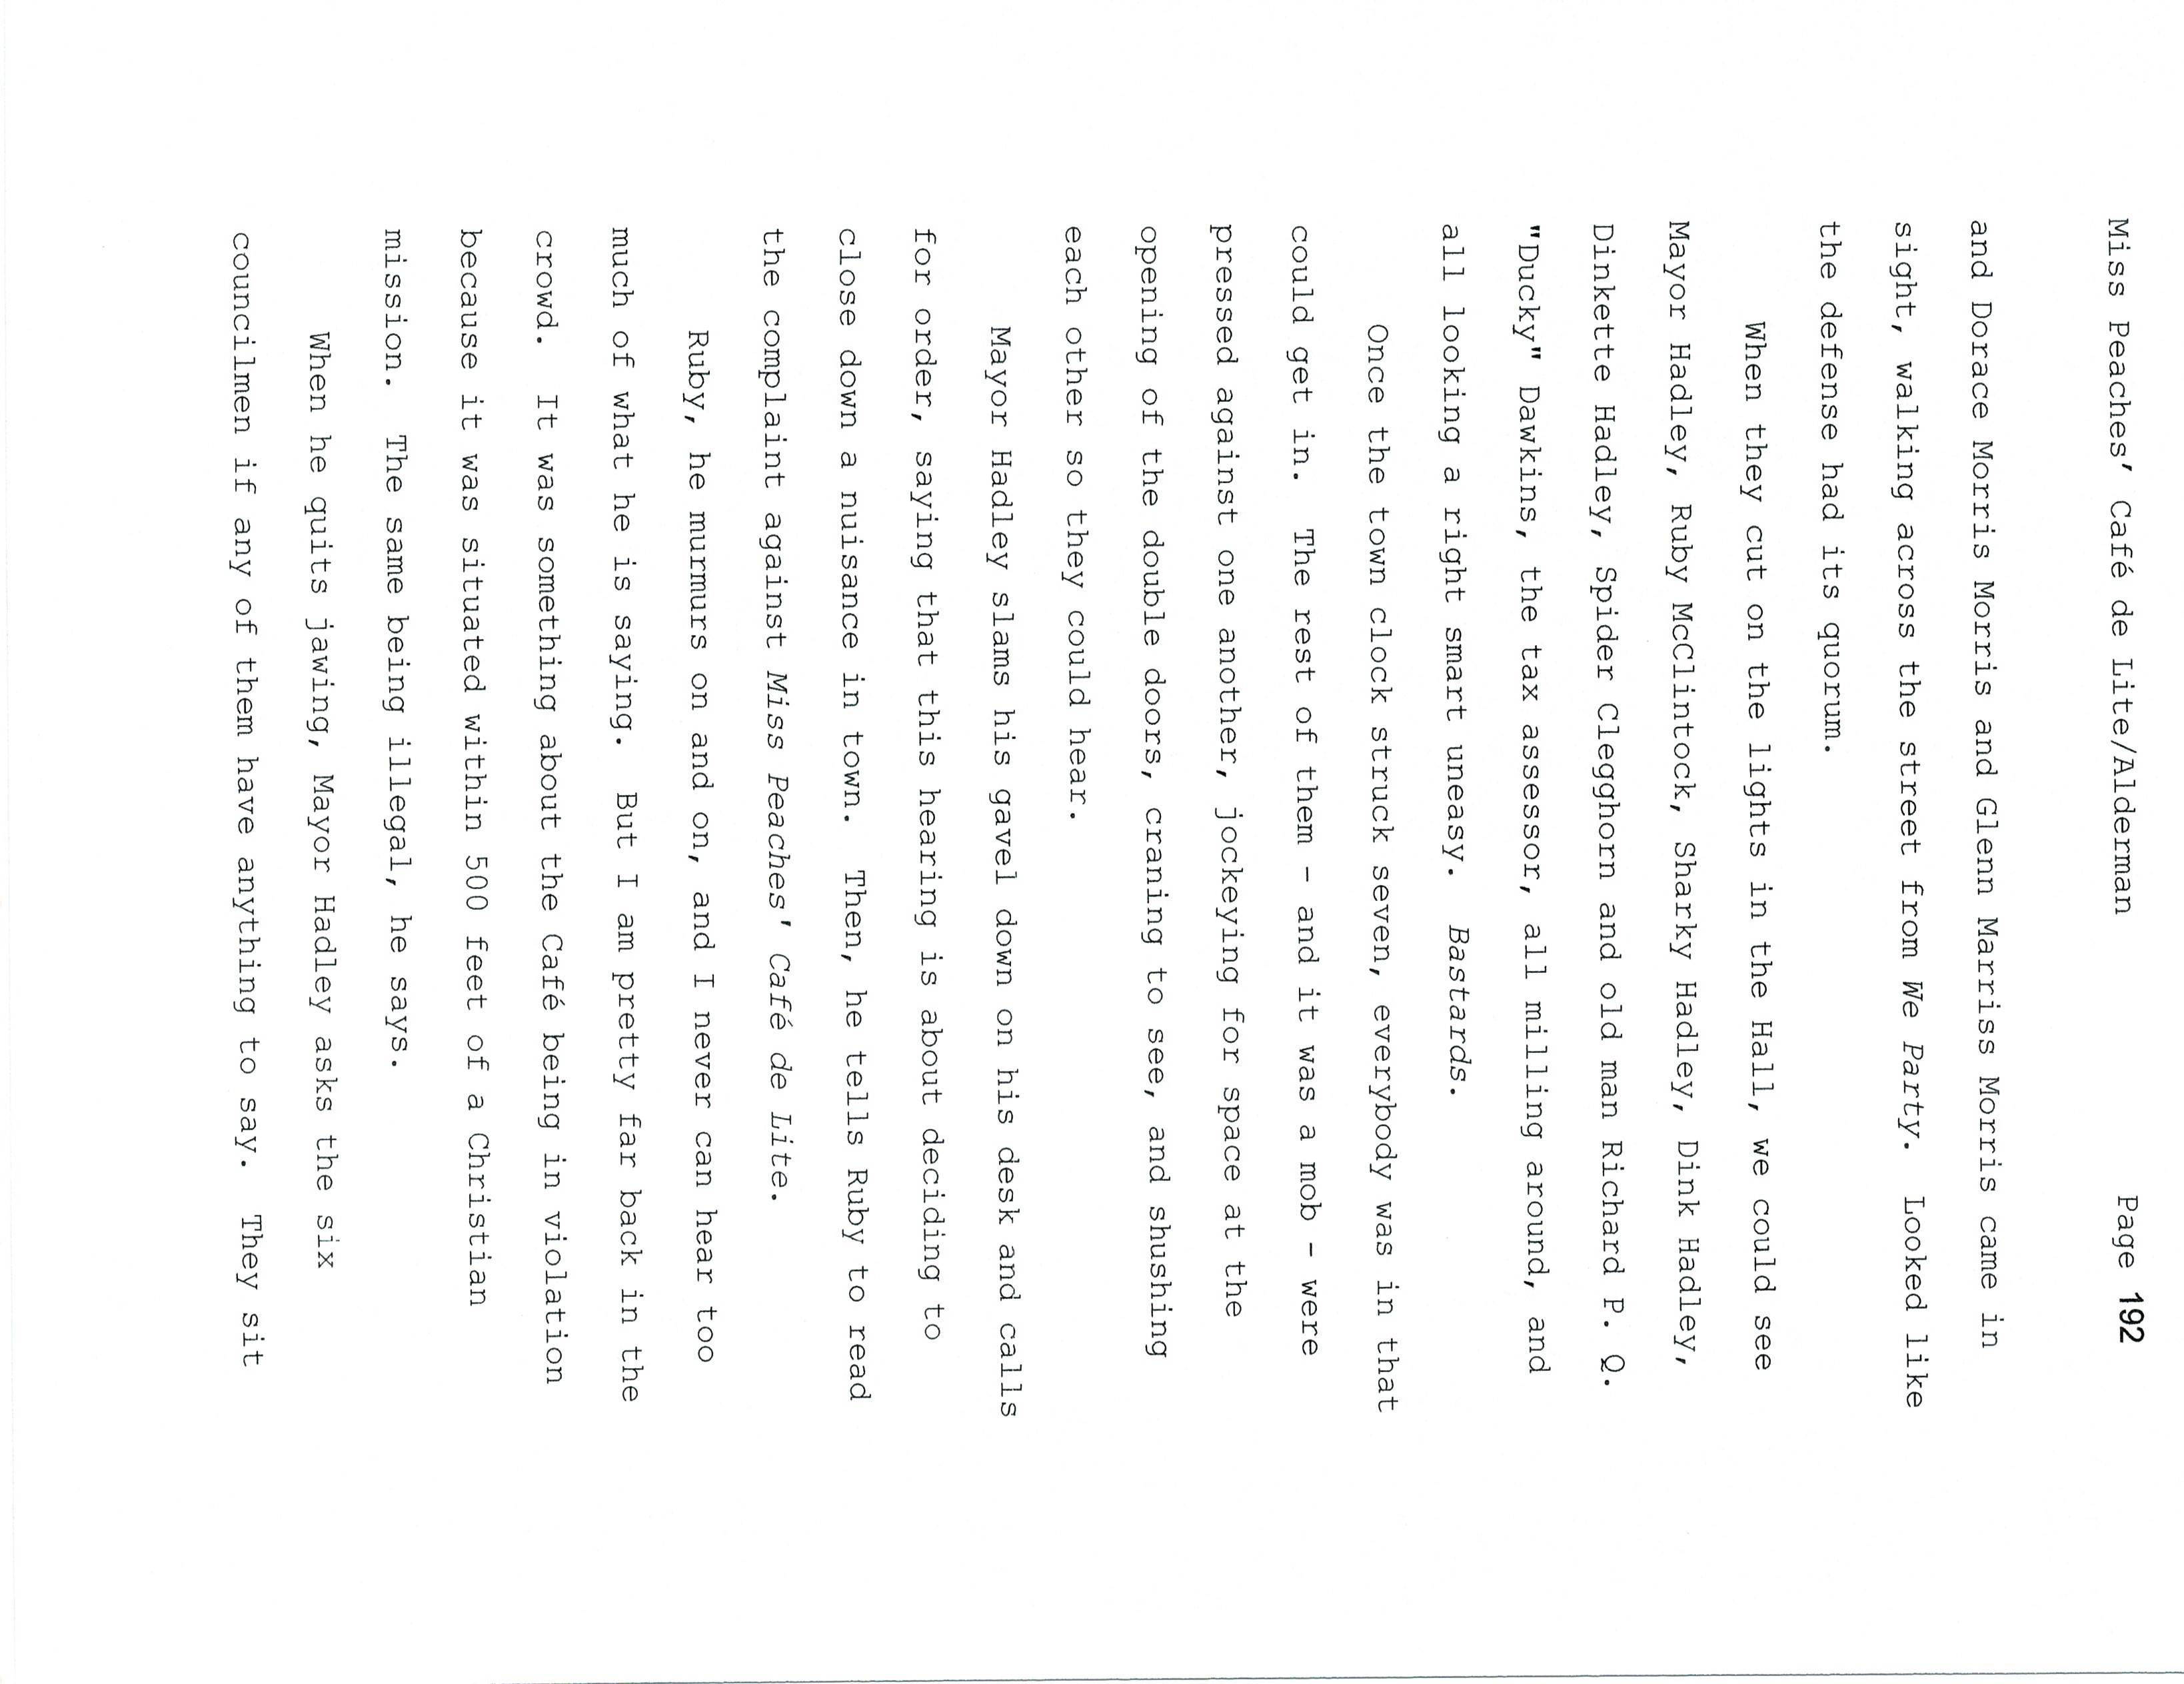 Miss Peaches' Café de Lite/Alderman Page 192
and Dorace Morris Morris and Glenn Marriss Morris came in
sight, walking across the street from We Party. Looked like
the defense had its quorum.
When they cut on the lights in the Hall, we could see
Mayor Hadley, Ruby McClintock, Sharky Hadley, Dink Hadley,
Dinkette Hadley, Spider Clegghorn and old man Richard P. Q.
"Ducky" Dawkins, the tax assessor, all milling around, and
all looking a right smart uneasy. Bastards.
Once the town clock struck seven, everybody was in that
could get in. The rest of them – and it was a mob – were
pressed against one another, jockeying for space at the
opening of the double doors, craning to see, and shushing
each other so they could hear.
Mayor Hadley slams his gavel down on his desk and calls
for order, saying that this hearing is about deciding to
close down a nuisance in town. Then, he tells Ruby to read
the complaint against Miss Peaches' Café de Lite.
Ruby, he murmurs on and on, and I never can hear too
much of what he is saying. But I am pretty far back in the
crowd. It was something about the Café being in violation
because it was situated within 500 feet of a Christian
mission. The same being illegal, he says.
When he quits jawing, Mayor Hadley asks the six
councilmen if any of them have anything to say. They sit